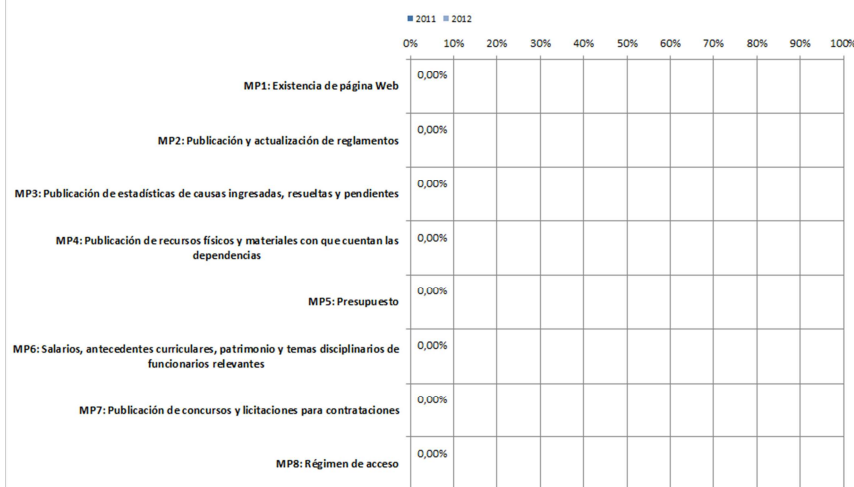 2011 2012
0% 10% 20% 30% 40% 50% 60% 70% 80% 90% 100%
MP1: Existencia de página Web 0,00%
MP2: Publicación y actualización de reglamentos 0,00%
MP3: Publicación de estadísticas de causas ingresadas, resueltas y pendientes 0,00%
MP4: Publicación de recursos físicos y materiales con que cuentan las
dependencias 0,00%
MP5: Presupuesto 0,00%
MP6: Salarios, antecedentes curriculares, patrimonio y temas disciplinarios de
funcionarios relevantes 0,00%
MP7: Publicación de concursos y licitaciones para contrataciones 0,00%
MP8: Régimen de acceso 0,00%